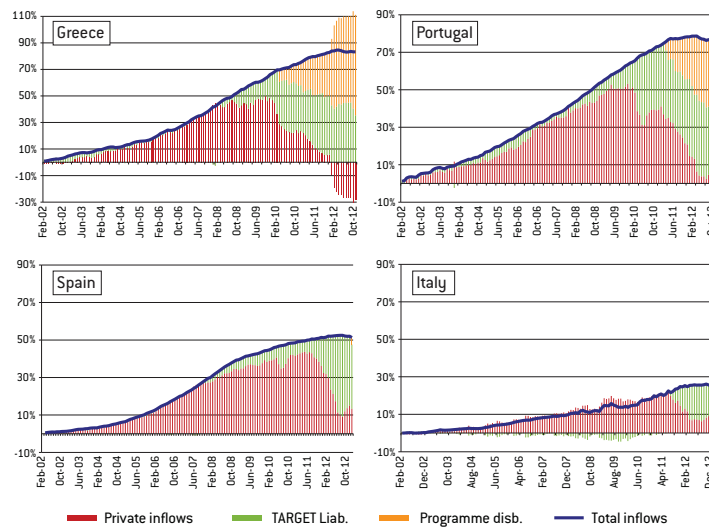 Greece
110%
90%
70%
50%
30%
10%
-10%
-30%
Feb-02
Oct-02
Jun-03
Feb-04
Oct-04
Jun-05
Feb-06
Oct-06
Jun-07
Feb-08
Oct-08
Jun-09
Feb-10
Oct-10
Jun-11
Feb-12
Oct-12
Portugal
90%
70%
50%
30%
10%
-10%
Feb-02
Oct-02
Jun-03
Feb-04
Oct-04
Jun-05
Feb-06
Oct-06
Jun-07
Feb-08
Oct-08
Jun-09
Feb-10
Oct-10
Jun-11
Feb-12
Oct-12
Spain
90%
70%
50%
30%
10%
-10%
Feb-02
Oct-02
Jun-03
Feb-04
Oct-04
Jun-05
Feb-06
Oct-06
Jun-07
Feb-08
Oct-08
Jun-09
Feb-10
Oct-10
Jun-11
Feb-12
Oct-12
Italy
90%
70%
50%
30%
10%
-10%
Feb-02
Dec-02
Oct-03
Aug-04
Jun-05
Apr-06
Feb-07
Dec-07
Oct-08
Aug-09
Jun-10
Apr-11
Feb-12
Private inflows
TARGET Liab.
Programme disb.
Total inflows